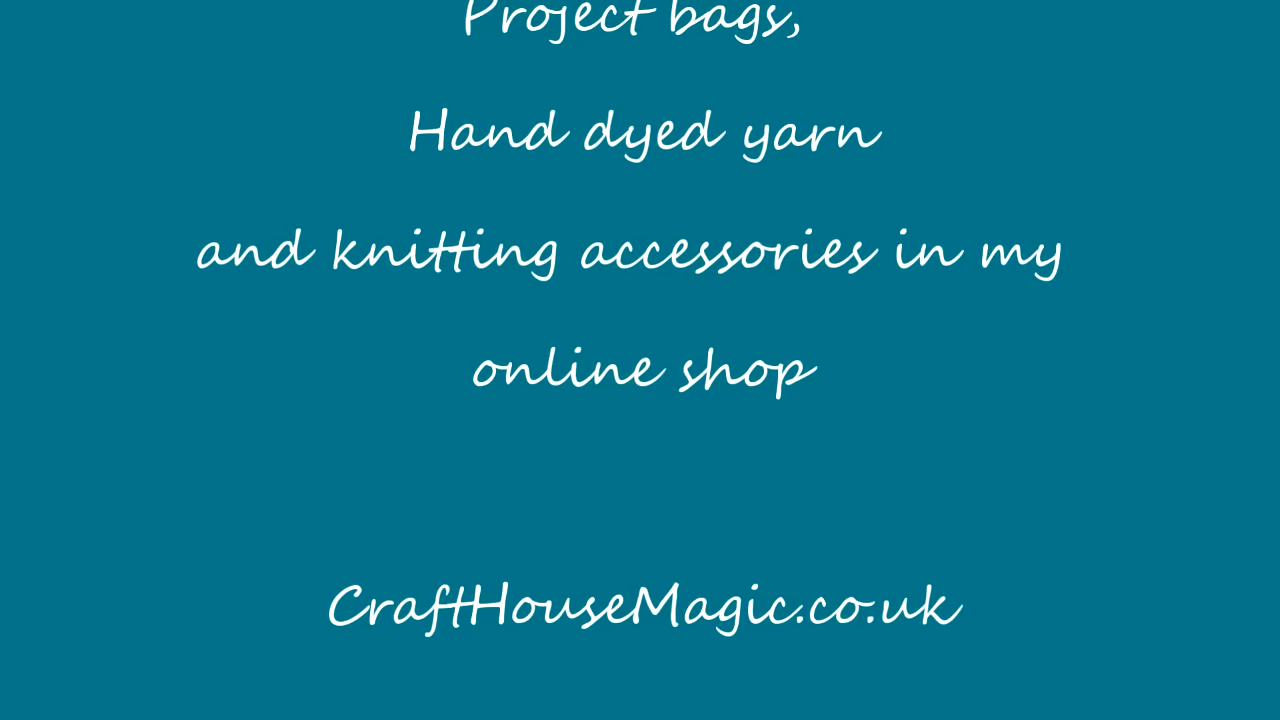 Project bags,
Hand dyed yarn
and knitting accessories in my
online shop
CraftHouseMagic.co.uk